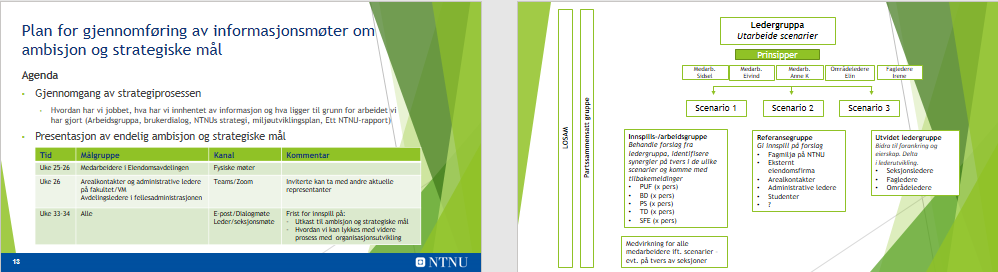 Plan for gjennomføring av informasjonsmøter om
ambisjon og strategiske mål
Agenda
• Gjennomgang av strategiprosessen
• Hvordan har vi jobbet, hva har vi innhentet av informasjon og hva ligger til grunn for arbeidet vi
har gjort (Arbeidsgruppa, brukerdialog, NTNUs strategi, miljøutviklingsplan, Ett NTNU-rapport)
• Presentasjon av endelig ambisjon og strategiske mål
Tid Målgruppe Kanal Kommentar
Uke 25-26 Medarbeidere i Eiendomsavdelingen Fysiske møter
Uke 26 Arealkontakter og administrative ledere Teams/Zoom Inviterte kan ta med andre aktuelle
på fakultet/VM representanter
Avdelingsledere i fellesadministrasjonen
Uke 33-34 Alle E-post/Dialogmøte Frist for innspill på:
Leder/seksjonsmøte - Utkast til ambisjon og strategiske mål
- Hvordan vi kan lykkes med videre
prosess med organisasjonsutvikling
18
NTNU
LOSAM
Partssammensatt gruppe
Ledergruppa
Utarbeide scenarier
Prinsipper
Medarb. Sidsel
Medarb. Eivind
Medarb. Anne K
Områdeledere Elin
Fagledere Irene
Scenario 1
Scenario 2
Scenario 3
Innspills-/arbeidsgruppe
Behandle forslag fra
ledergruppa, identifisere
synergier på tvers i de ulike
scenarier og komme med
tilbakemeldinger
• PUF (x pers)
• BD (x pers)
• PS (x pers)
• TD (x pers)
• SFE (x pers)
Referansegruppe
Gi innspill på forslag
• Fagmiljø på NTNU
• Eksternt
eiendomsfirma
• Arealkontakter
• Administrative ledere
• Studenter
• ?
Utvidet ledergruppe
Bidra til forankring og
eierskap. Delta
i lederutvikling.
• Seksjonsledere
• Fagledere
• Områdeledere
Medvirkning for alle
medarbeidere ift. scenarier -
evt. på tvers av seksjoner